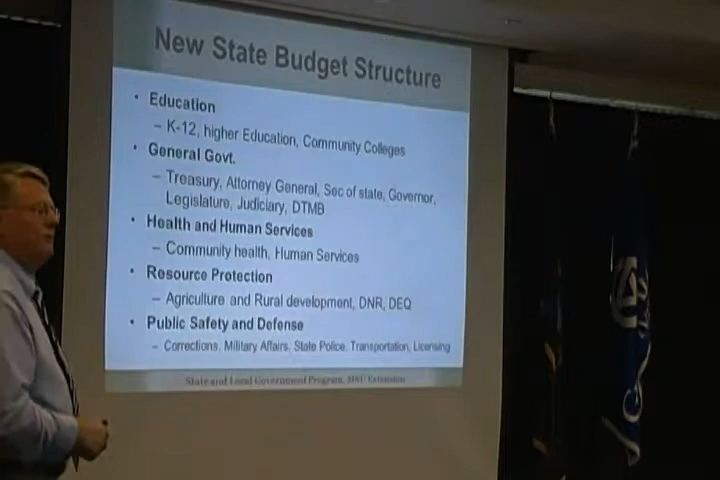 New State Budget Structure
• Education
– K-12, higher Education, Community Colleges
• General Govt.
– Treasury, Attorney General, Sec of state, Governor,
Legislature, Judiciary, DTMB
• Health and Human Services
– Community health, Human Services
• Resource Protection
– Agriculture and Rural development, DNR, DEQ
• Public Safety and Defense
– Corrections, Military Affairs, State Police, Transportation, Licensing
State and Local Government Program, MSU Extension